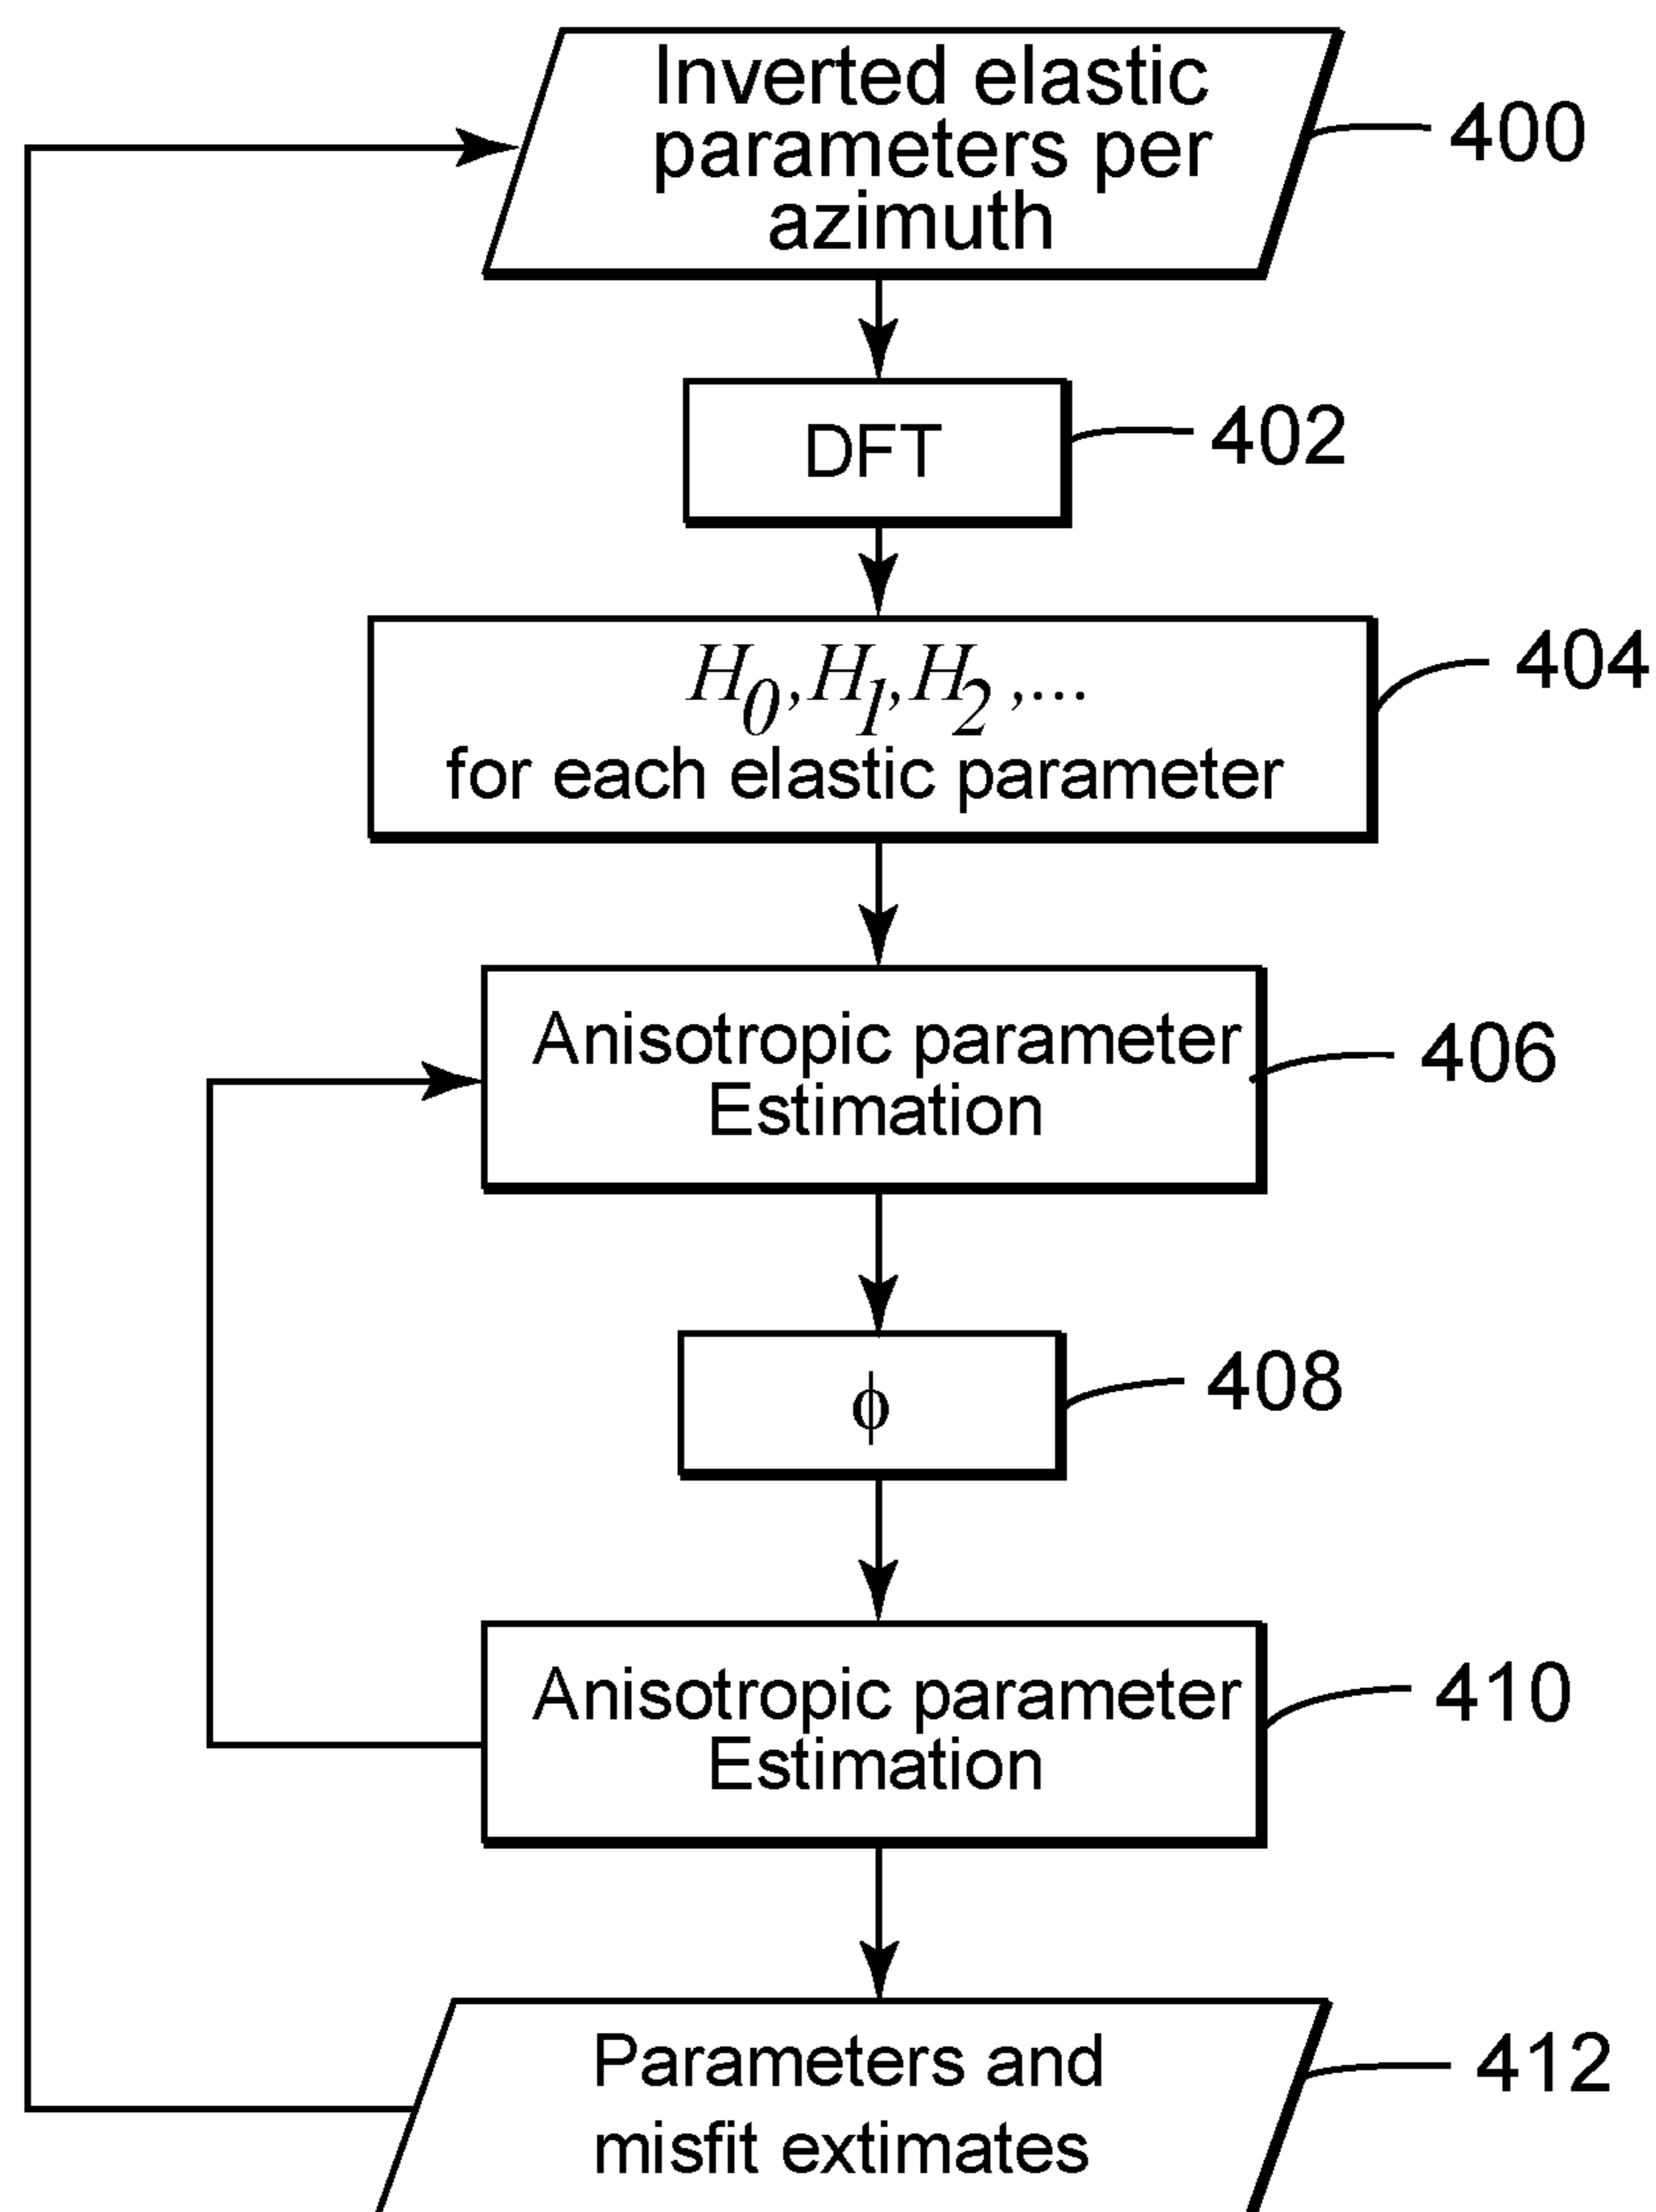 Inverted elastic
parameters per
azimuth
400
DFT
402
H0,H1,H2,...
for each elastic parameter
404
Anisotropic parameter
Estimation
406
ϕ
408
Anisotropic parameter
Estimation
410
Parameters and
misfit extimates
412